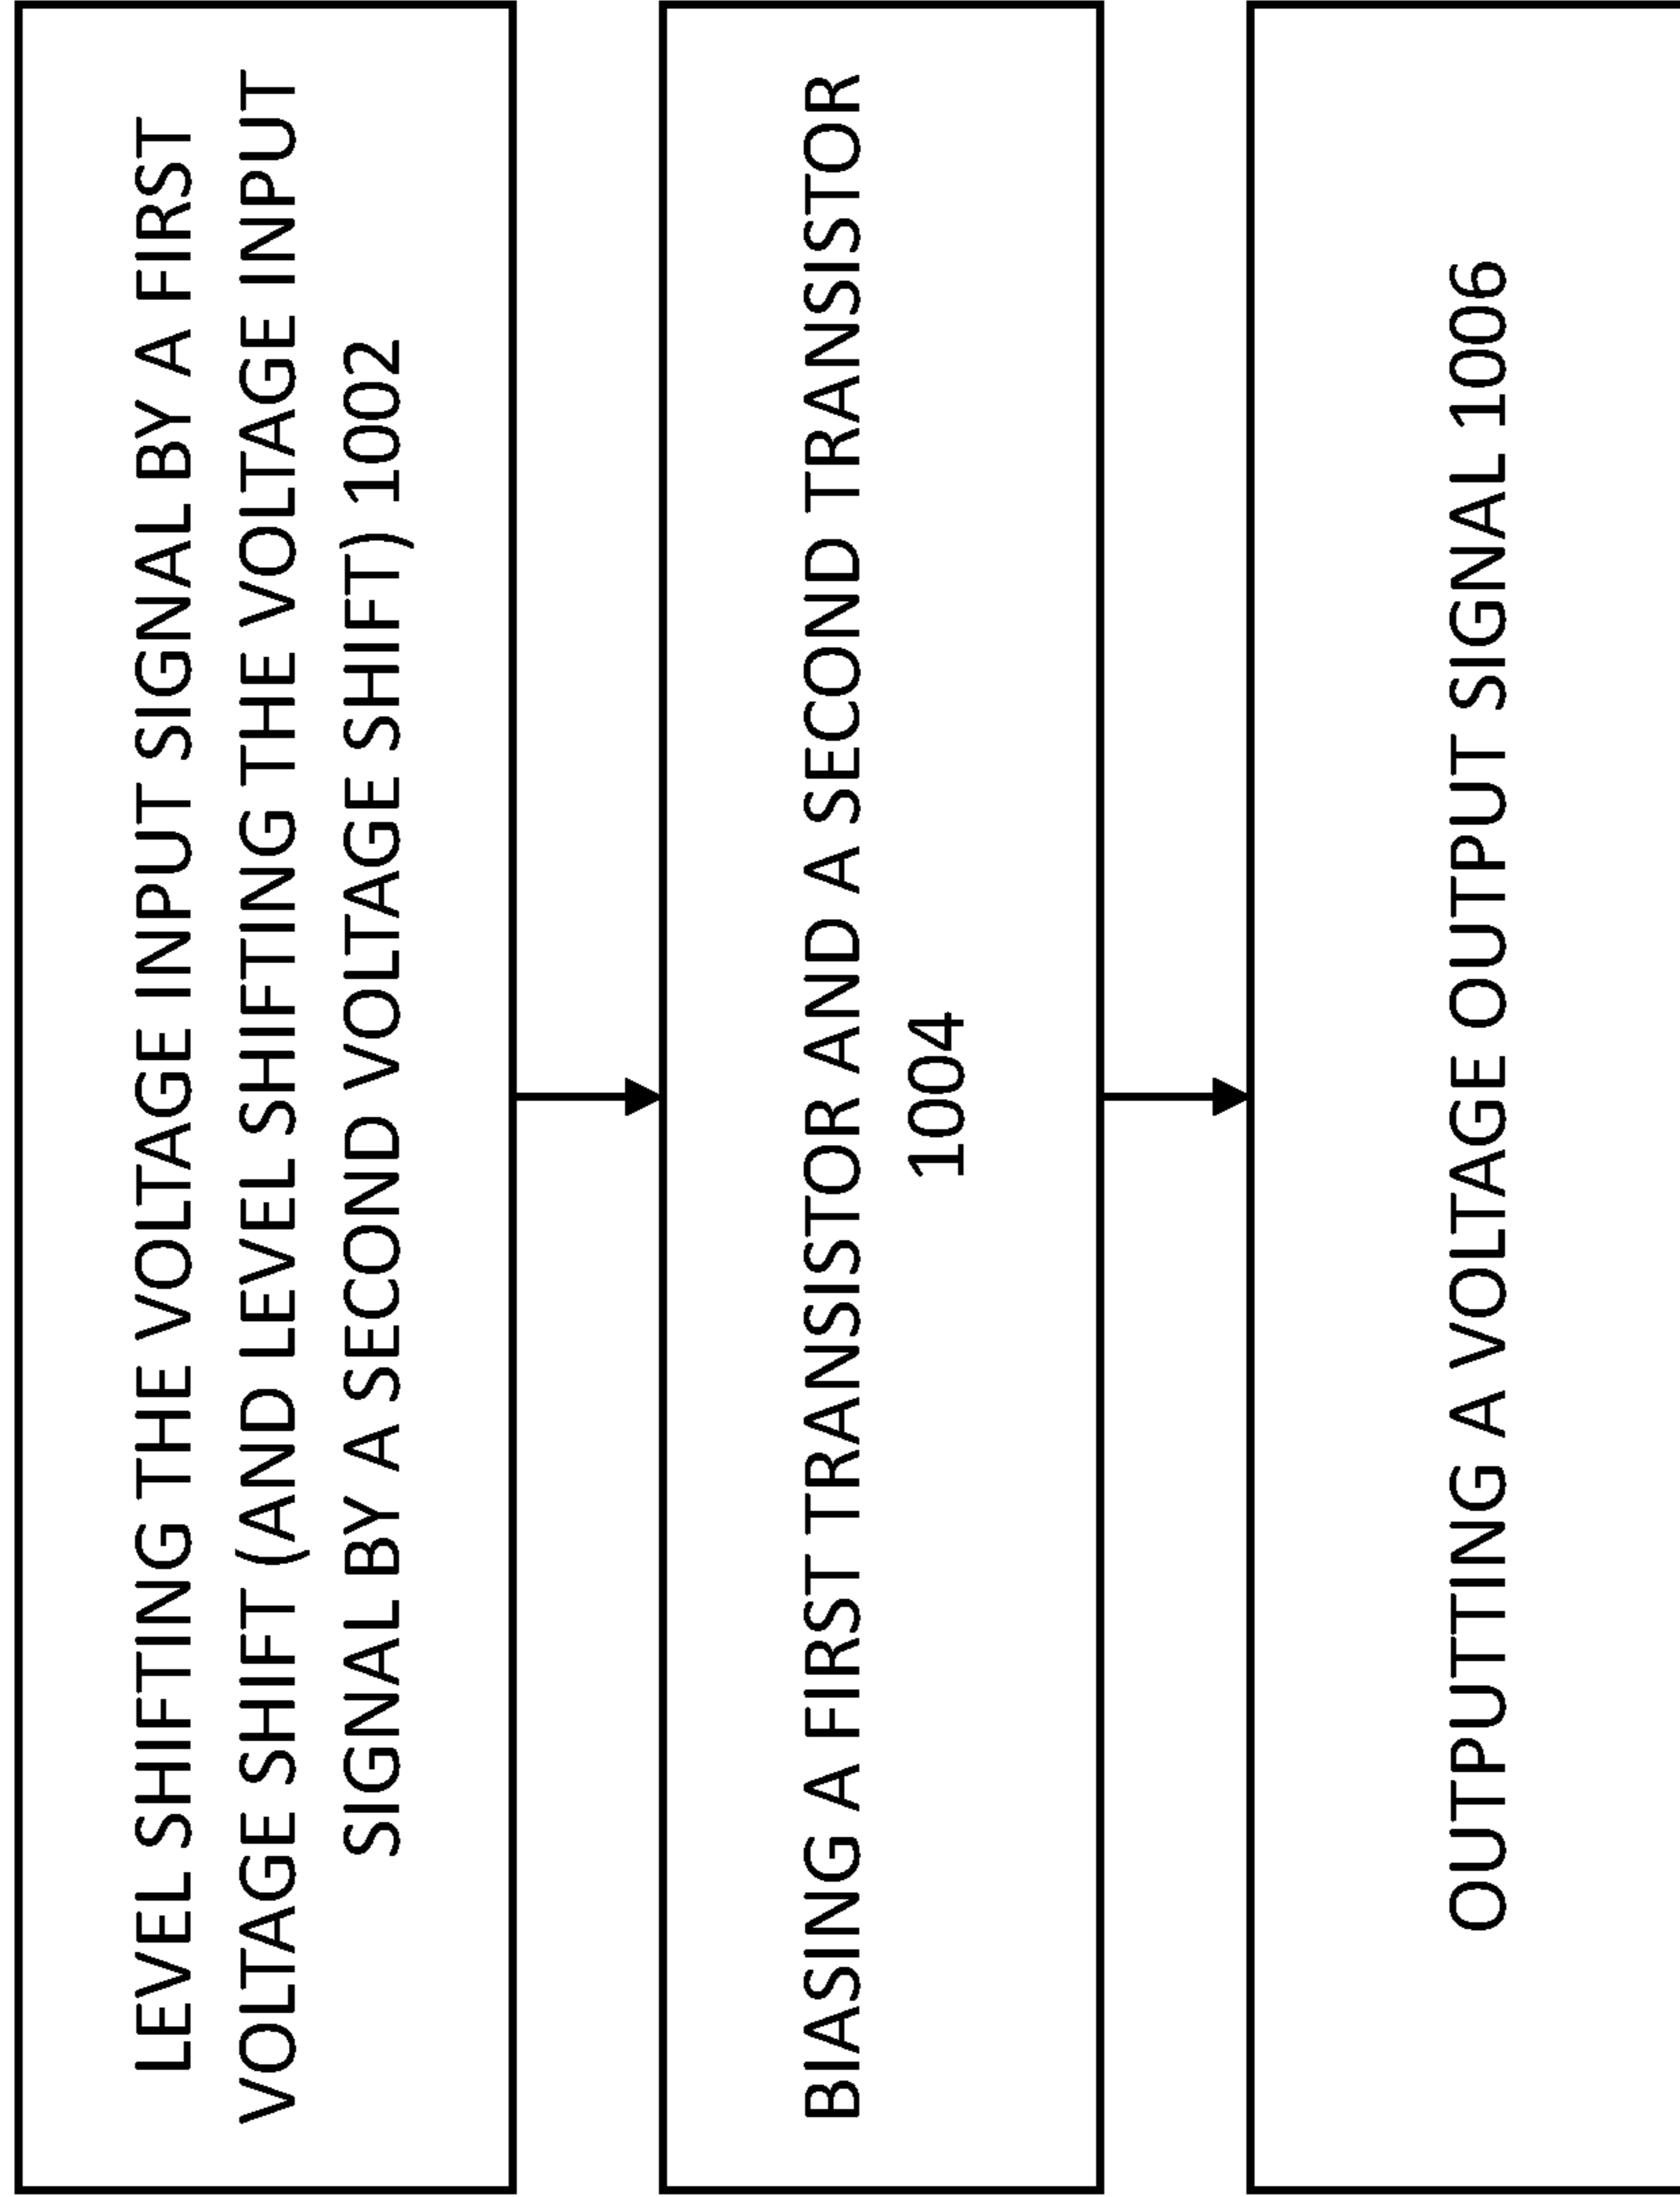 LEVEL SHIFTING THE VOLTAGE INPUT SIGNAL BY A FIRST
VOLTAGE SHIFT (AND LEVEL SHIFTING THE VOLTAGE INPUT
SIGNAL BY A SECOND VOLTAGE SHIFT) 1002
BIASING A FIRST TRANSISTOR AND A SECOND TRANSISTOR
1004
OUTPUTTING A VOLTAGE OUTPUT SIGNAL 1006